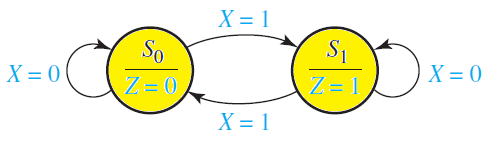 X = 1
X = 0
S₀
Z = 0
S₁
Z = 1
X = 0
X = 1